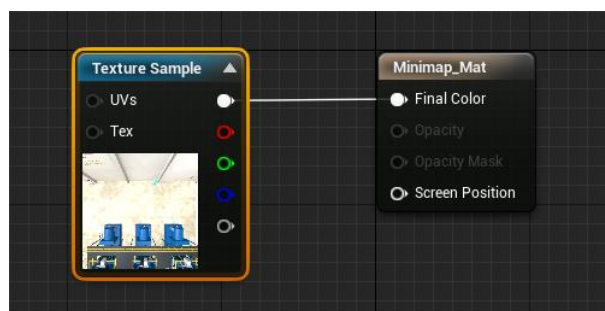 Texture Sample
UVs
Tex
Minimap_Mat
Final Color
Opacity
Opacity Mask
Screen Position